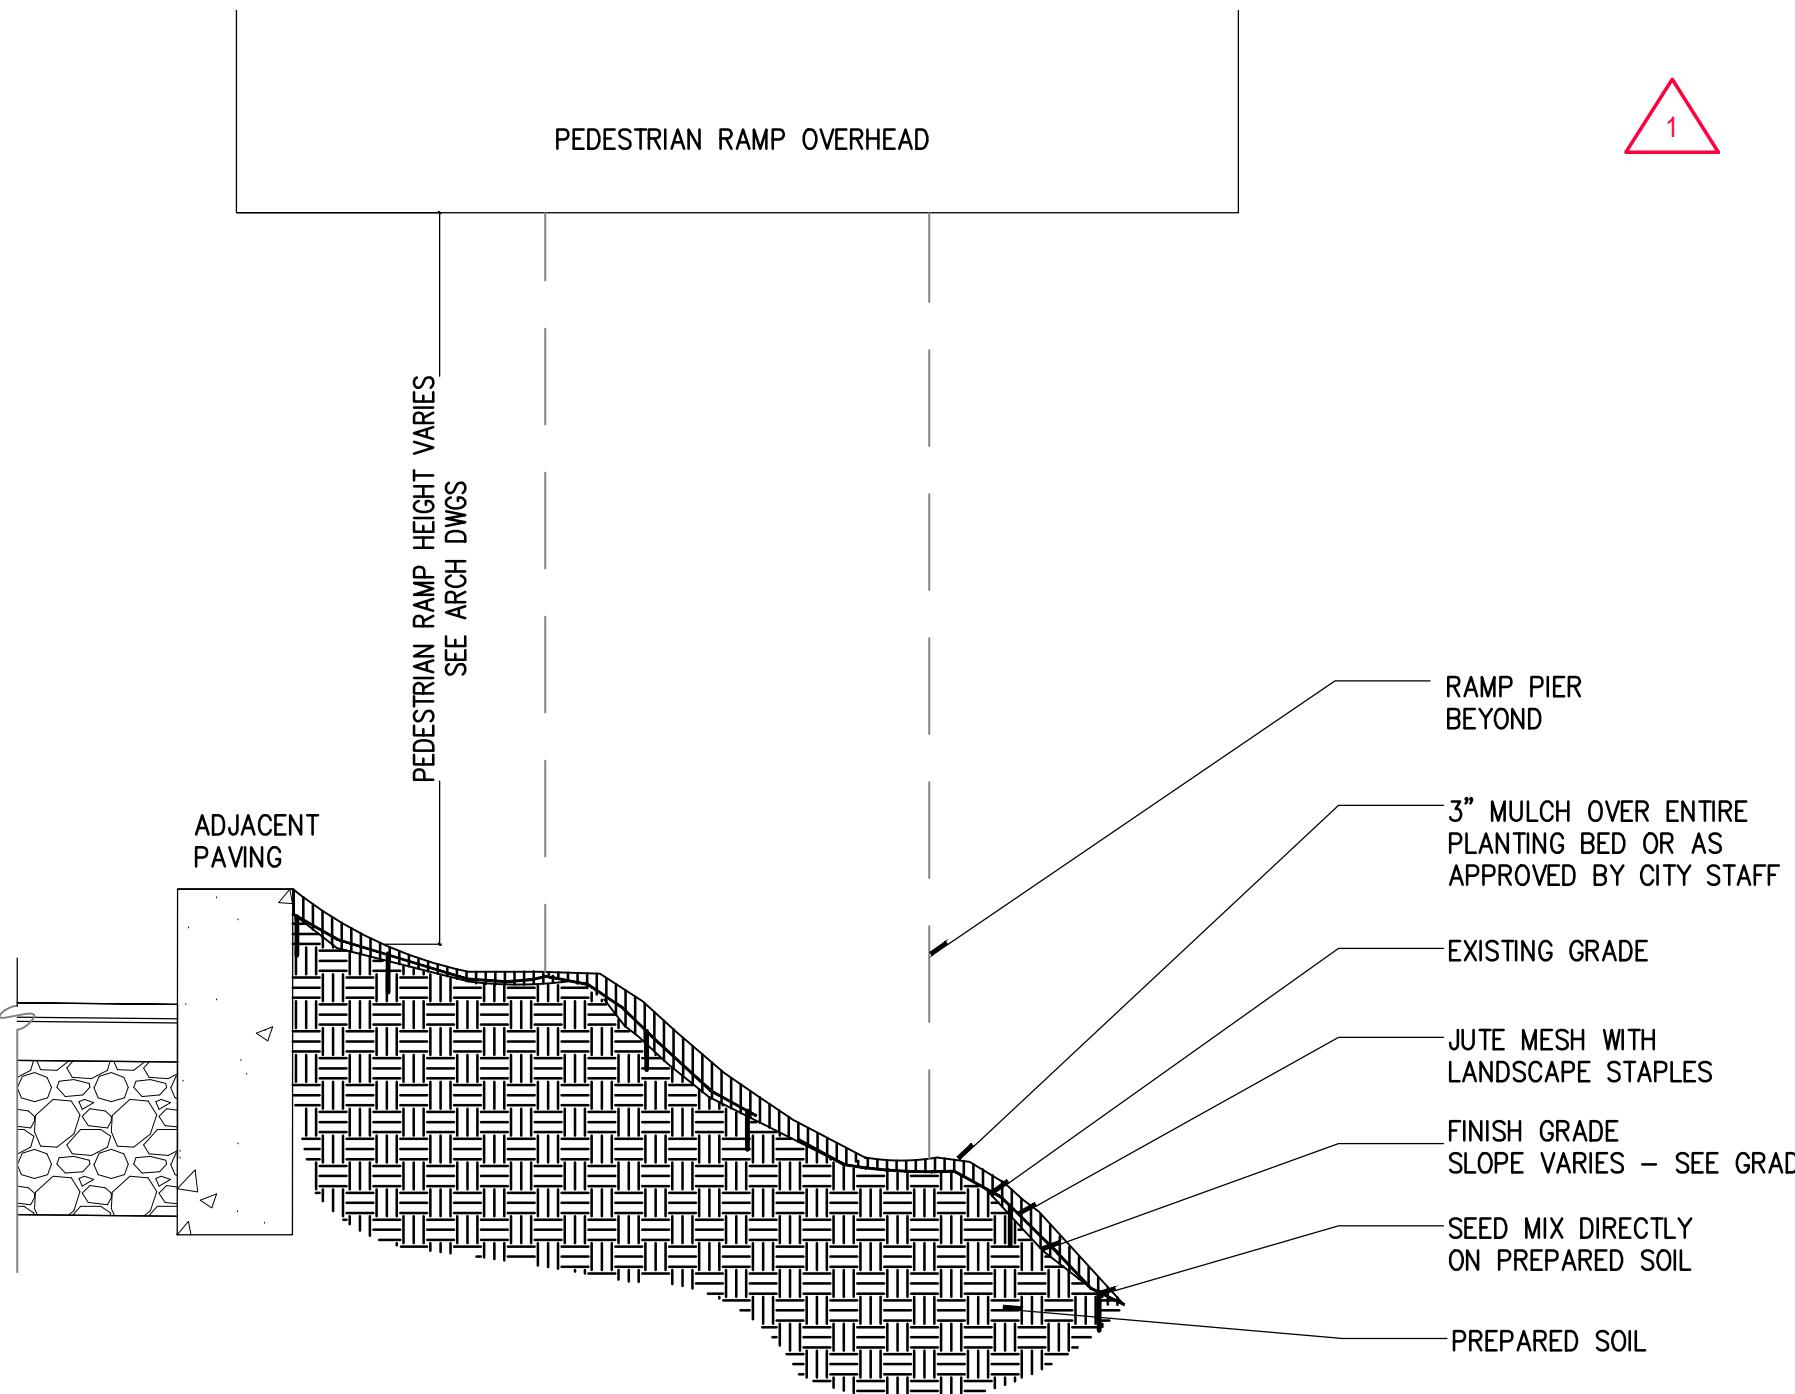 PEDESTRIAN RAMP OVERHEAD
1
PEDESTRIAN RAMP HEIGHT VARIES
SEE ARCH DWGS
ADJACENT
PAVING
RAMP PIER
BEYOND
3" MULCH OVER ENTIRE
PLANTING BED OR AS
APPROVED BY CITY STAFF
EXISTING GRADE
JUTE MESH WITH
LANDSCAPE STAPLES
FINISH GRADE
SLOPE VARIES – SEE GRAD
SEED MIX DIRECTLY
ON PREPARED SOIL
PREPARED SOIL